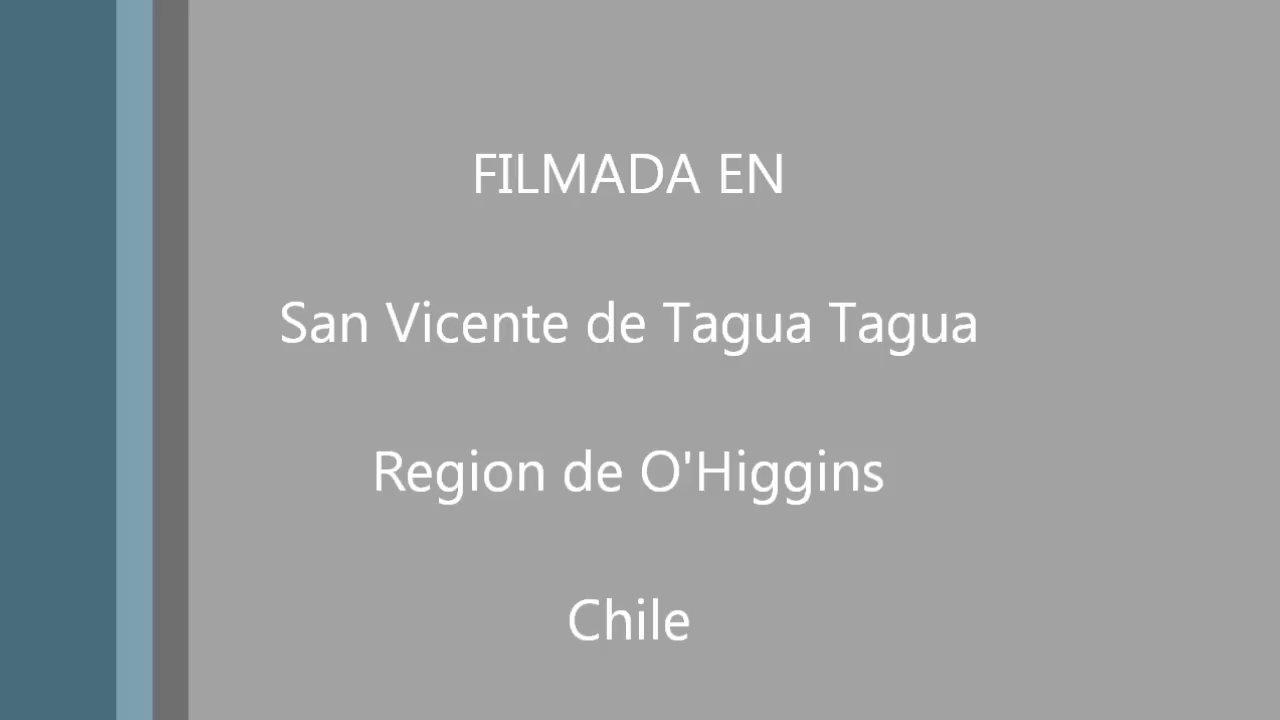 FILMADA EN
San Vicente de Tagua Tagua
Region de O'Higgins
Chile